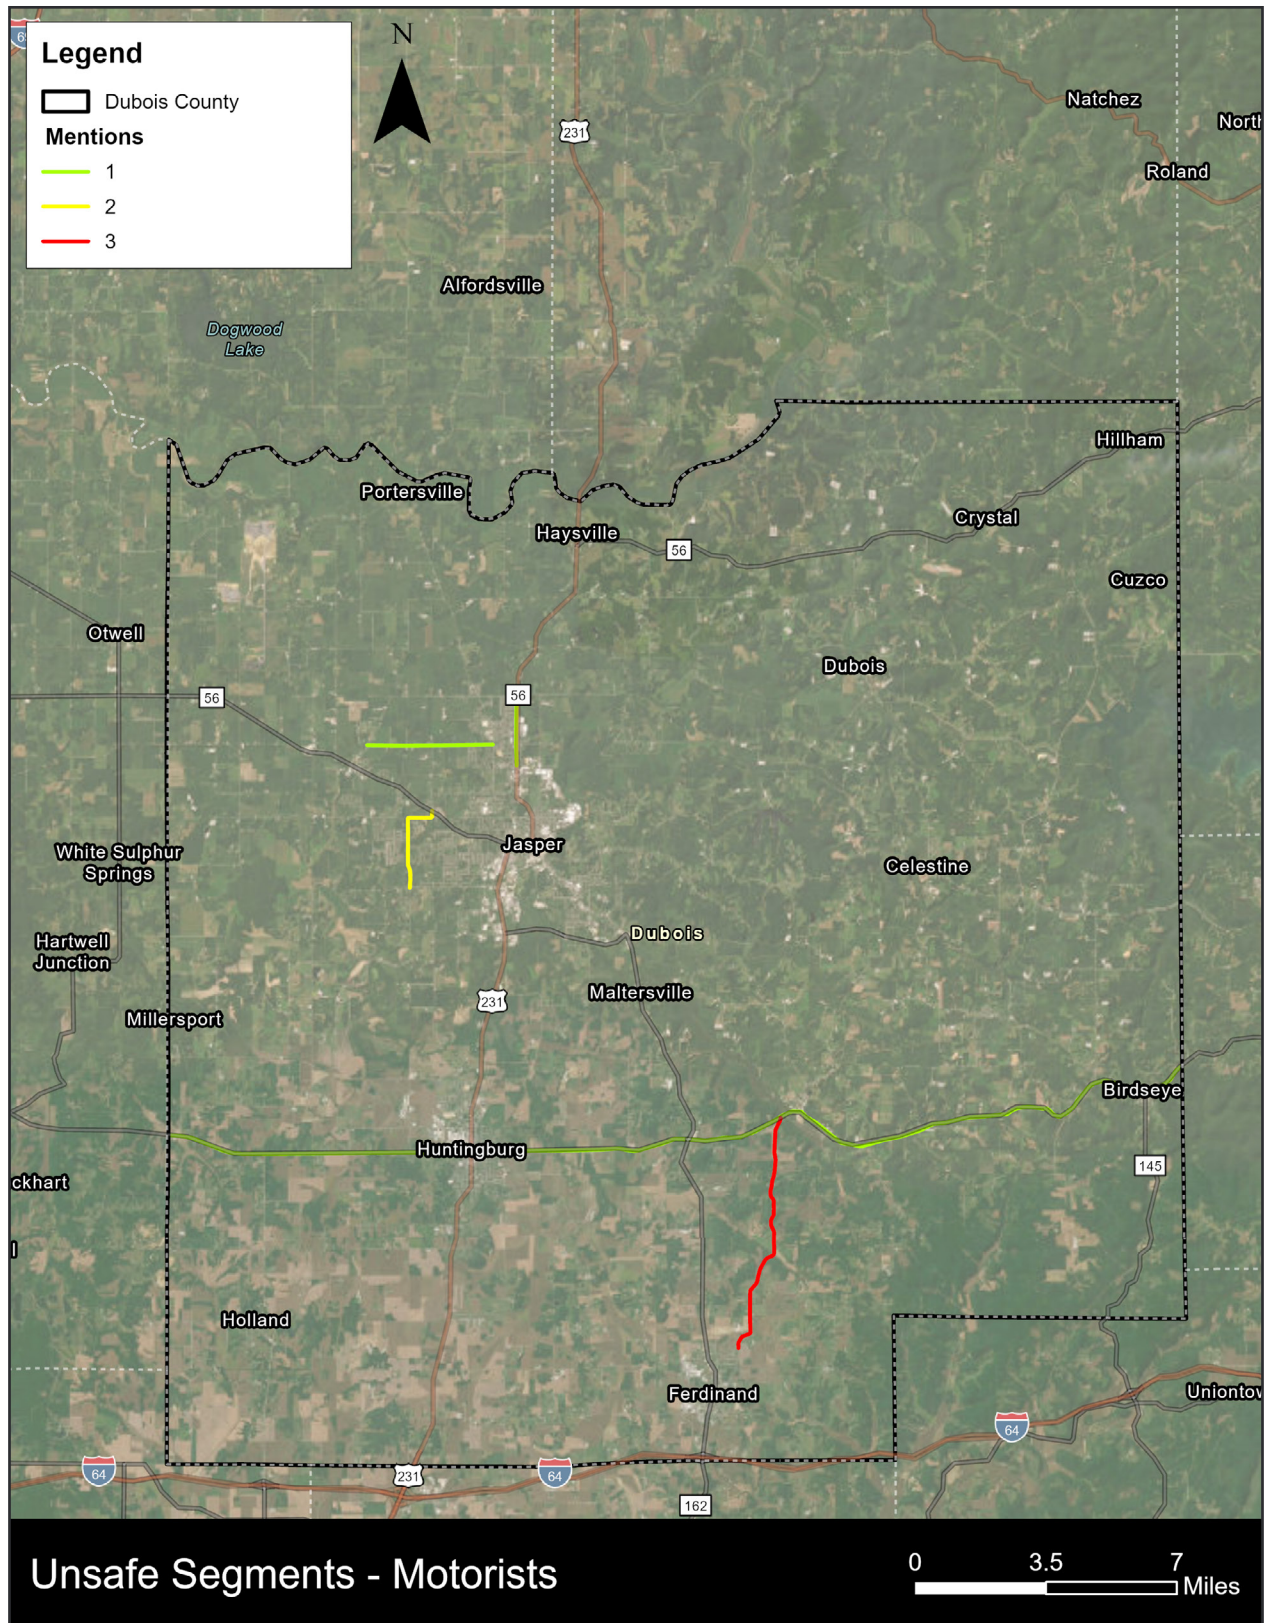 69
Legend
Dubois County
Mentions
1
2
3
N
231
Natchez
North
Roland
Alfordsville
Dogwood
Lake
Hillham
Portersville
Crystal
Haysville
56
Cuzco
Otwell
Dubois
56
56
Jasper
White Sulphur
Springs
Celestine
Dubois
Hartwell
Junction
Maltersville
231
Millersport
Birdseye
Huntingburg
145
ckhart
l
Holland
Ferdinand
Uniontov
64
64
231
64
162
Unsafe Segments - Motorists
0 3.5 7
Miles